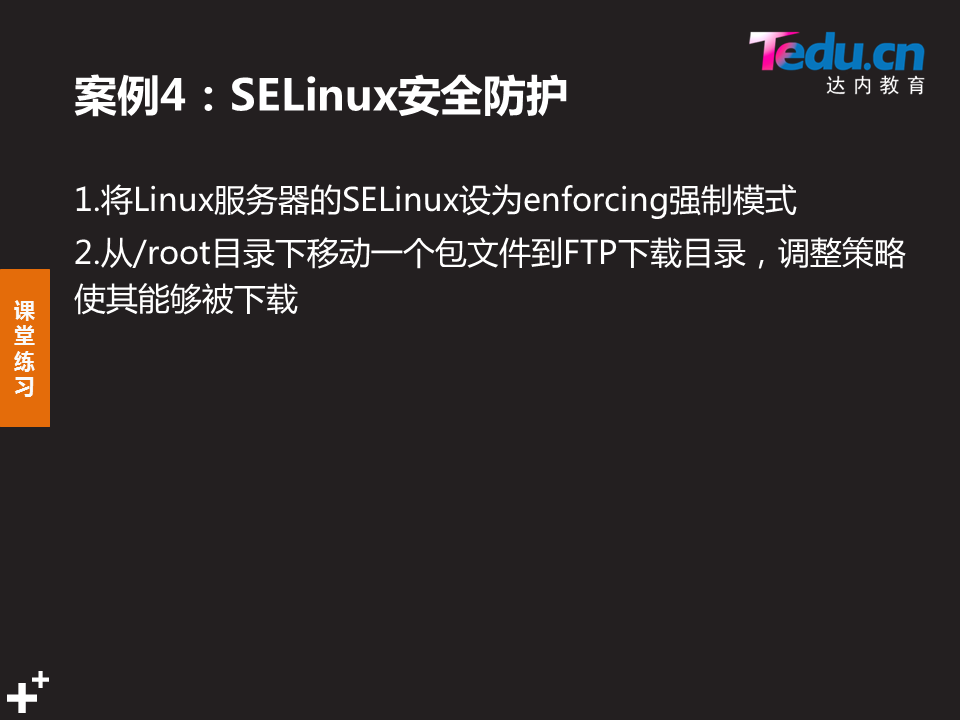 Tedu.cn
达内教育
案例4：SELinux安全防护
1.将Linux服务器的SELinux设为enforcing强制模式
2.从/root目录下移动一个包文件到FTP下载目录，调整策略
使其能够被下载
课
堂
练
习